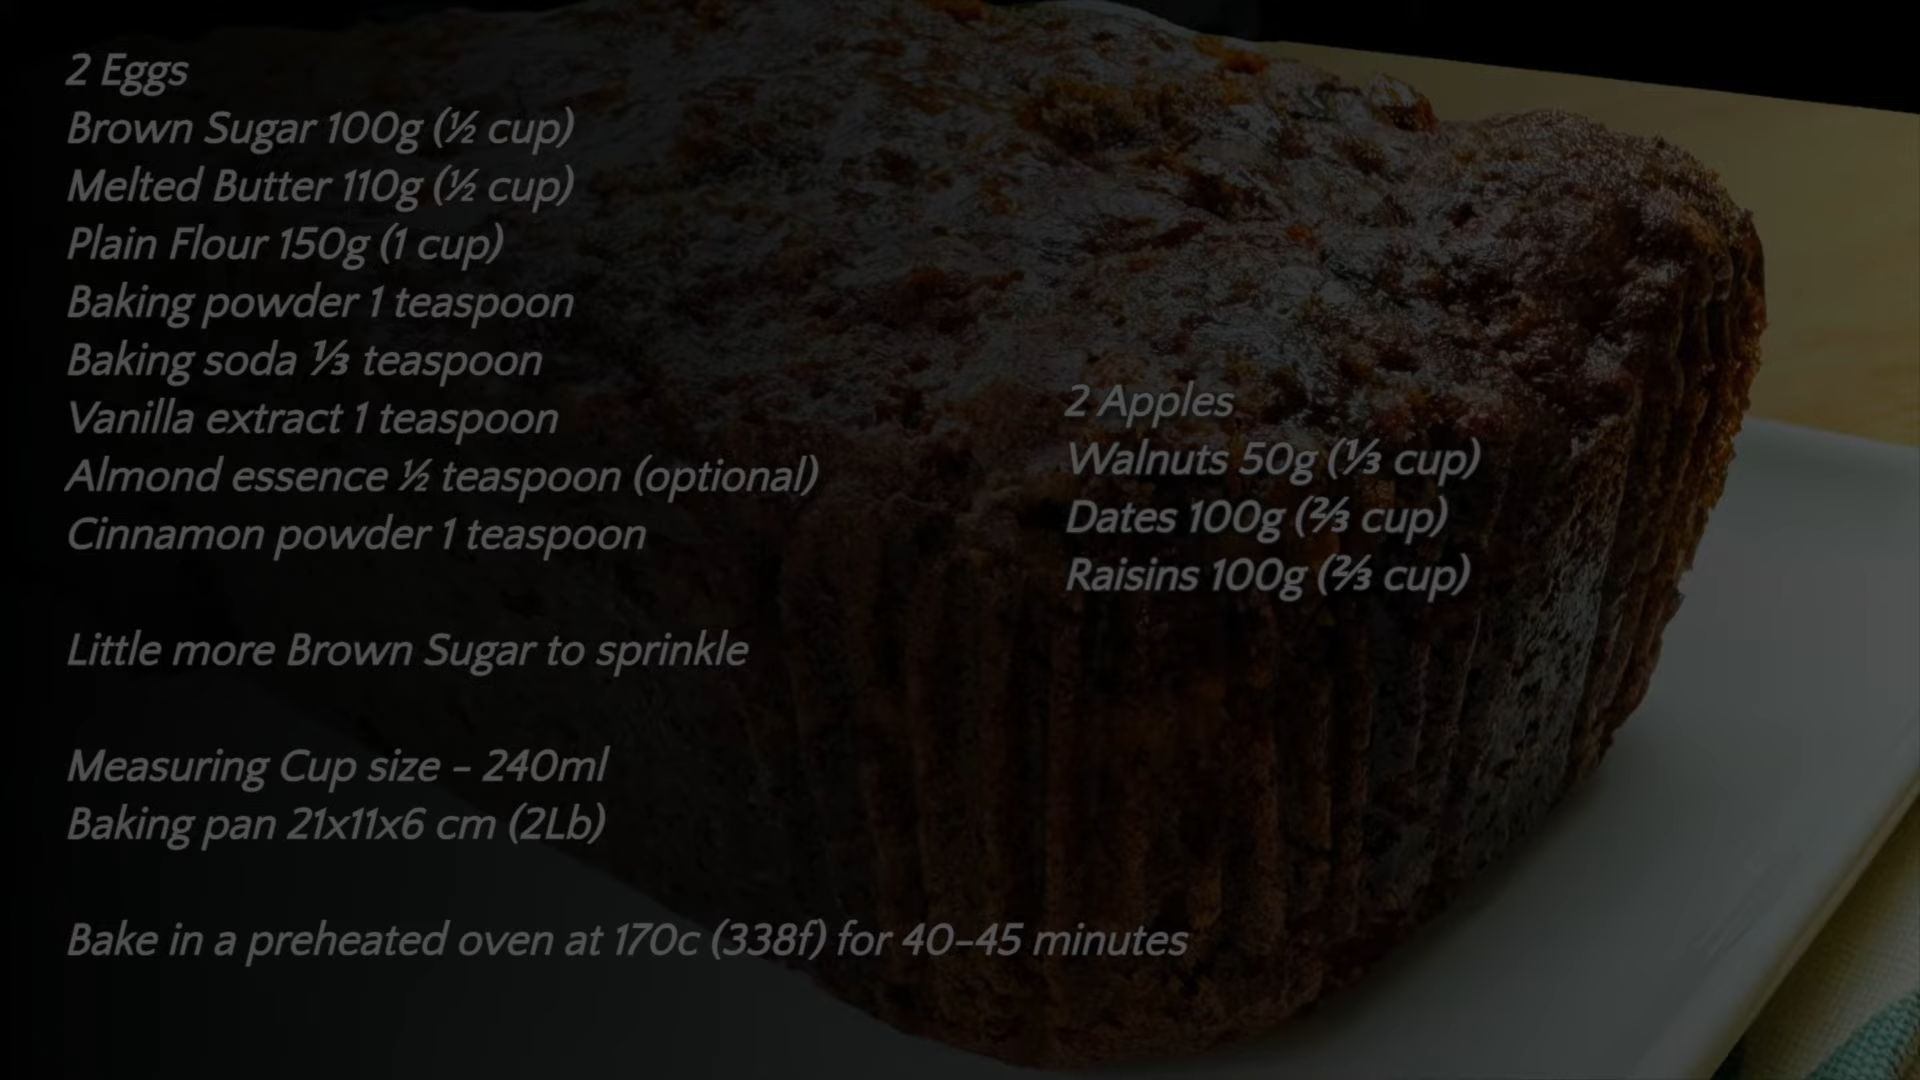 2 Eggs
Brown Sugar 100g (½ cup)
Melted Butter 110g (½ cup)
Plain Flour 150g (1 cup)
Baking powder 1 teaspoon
Baking soda ⅓ teaspoon
Vanilla extract 1 teaspoon
Almond essence ½ teaspoon (optional)
Cinnamon powder 1 teaspoon
Little more Brown Sugar to sprinkle
Measuring Cup size - 240ml
Baking pan 21x11x6 cm (2Lb)
Bake in a preheated oven at 170c (338f) for 40-45 minutes
2 Apples
Walnuts 50g (⅓ cup)
Dates 100g (⅔ cup)
Raisins 100g (⅔ cup)